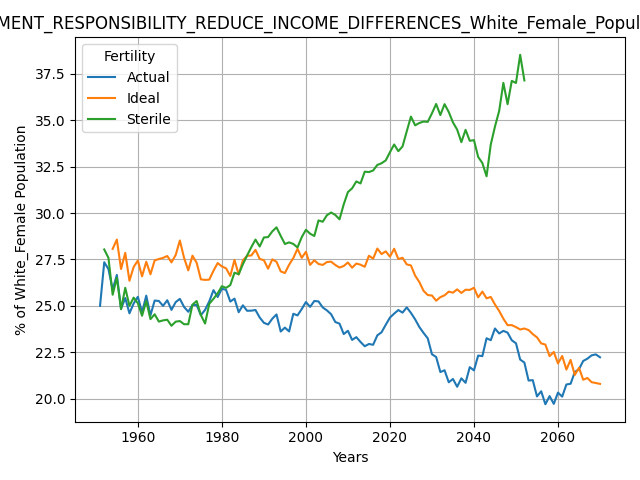 MENT_RESPONSIBILITY_REDUCE_INCOME_DIFFERENCES_White_Female_Popul
Fertility
Actual
Ideal
Sterile
% of White_Female Population
37.5
35.0
32.5
30.0
27.5
25.0
22.5
20.0
1960
1980
2000
2020
2040
2060
Years